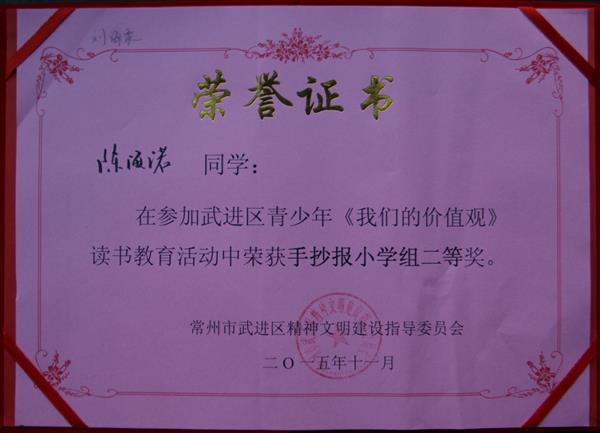 荣誉证书
陈 诺 同学：
在参加武进区青少年《我们的价值观》
读书教育活动中荣获手抄报小学组二等奖。
常州市武进区精神文明建设指导委员会
二〇一五年十一月